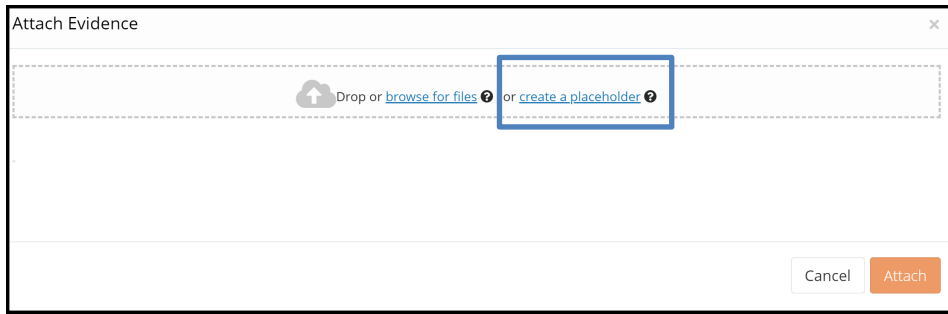 Attach Evidence ×
Drop or browse for files ? or create a placeholder ?
Cancel Attach